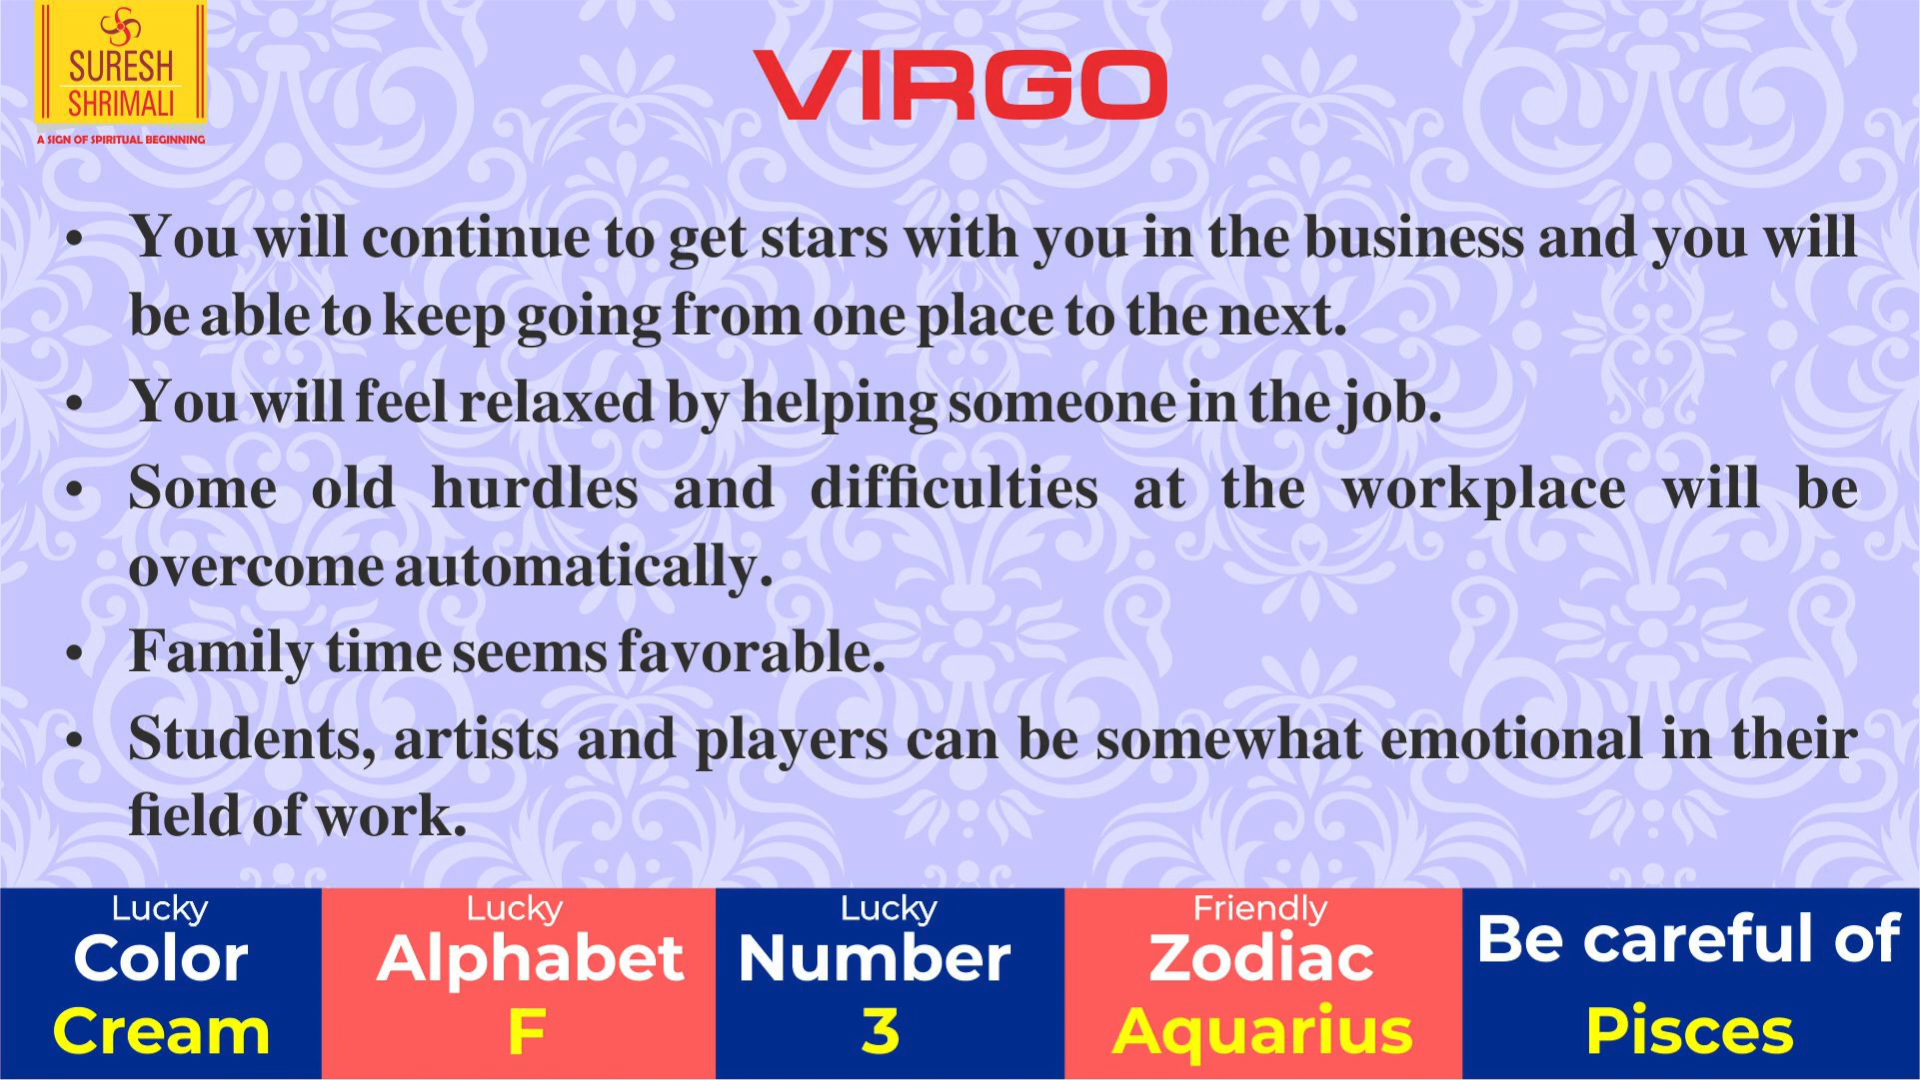 SURESH
SHRIMALI
A SIGN OF SPIRITUAL BEGINNING
VIRGO
• You will continue to get stars with you in the business and you will
be able to keep going from one place to the next.
• You will feel relaxed by helping someone in the job.
• Some old hurdles and difficulties at the workplace will be
overcome automatically.
• Family time seems favorable.
• Students, artists and players can be somewhat emotional in their
field of work.
Lucky
Color
Cream
Lucky
Alphabet
F
Lucky
Number
3
Friendly
Zodiac
Aquarius
Be careful of
Pisces